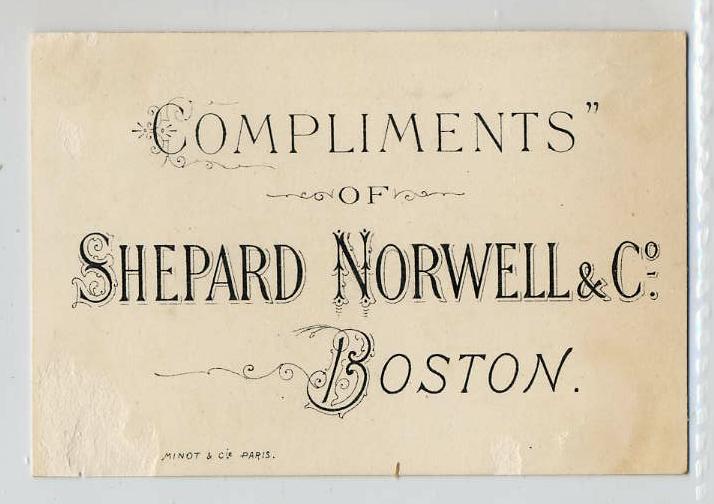 COMPLIMENTS”
OF
SHEPARD NORWELL & Cº.
BOSTON.
MINOT & Cie PARIS.